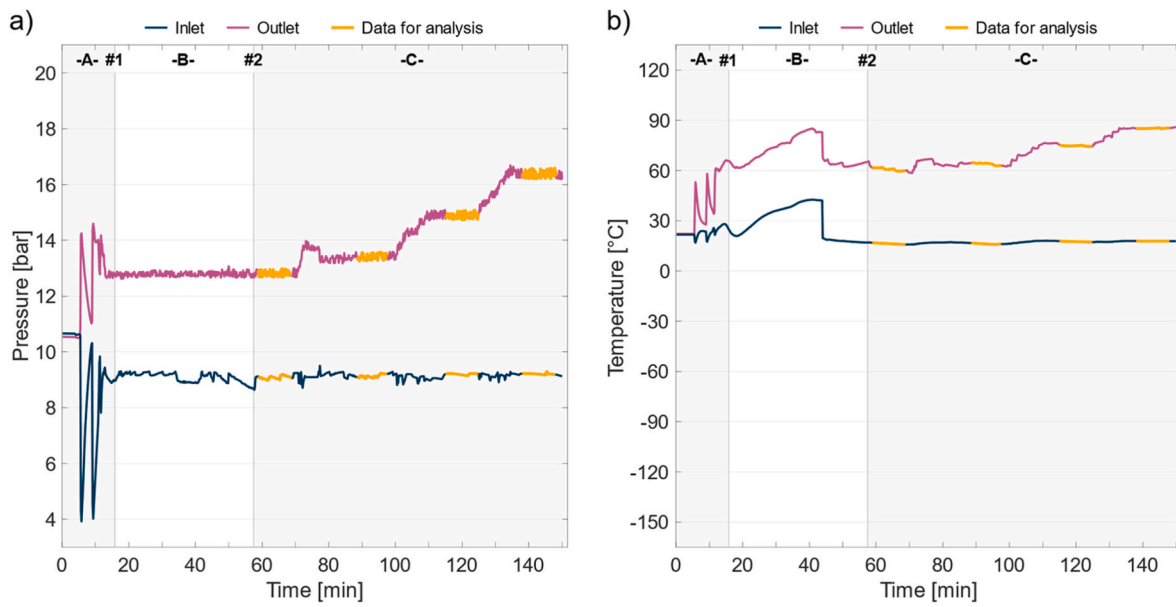 a)
Inlet Outlet Data for analysis
-A- #1 -B- #2 -C-
20
18
16
14
12
10
8
6
4
Pressure [bar]
0 20 40 60 80 100 120 140
Time [min]
b)
Inlet Outlet Data for analysis
-A- #1 -B- #2 -C-
120
90
60
30
0
-30
-60
-90
-120
-150
Temperature [°C]
0 20 40 60 80 100 120 140
Time [min]